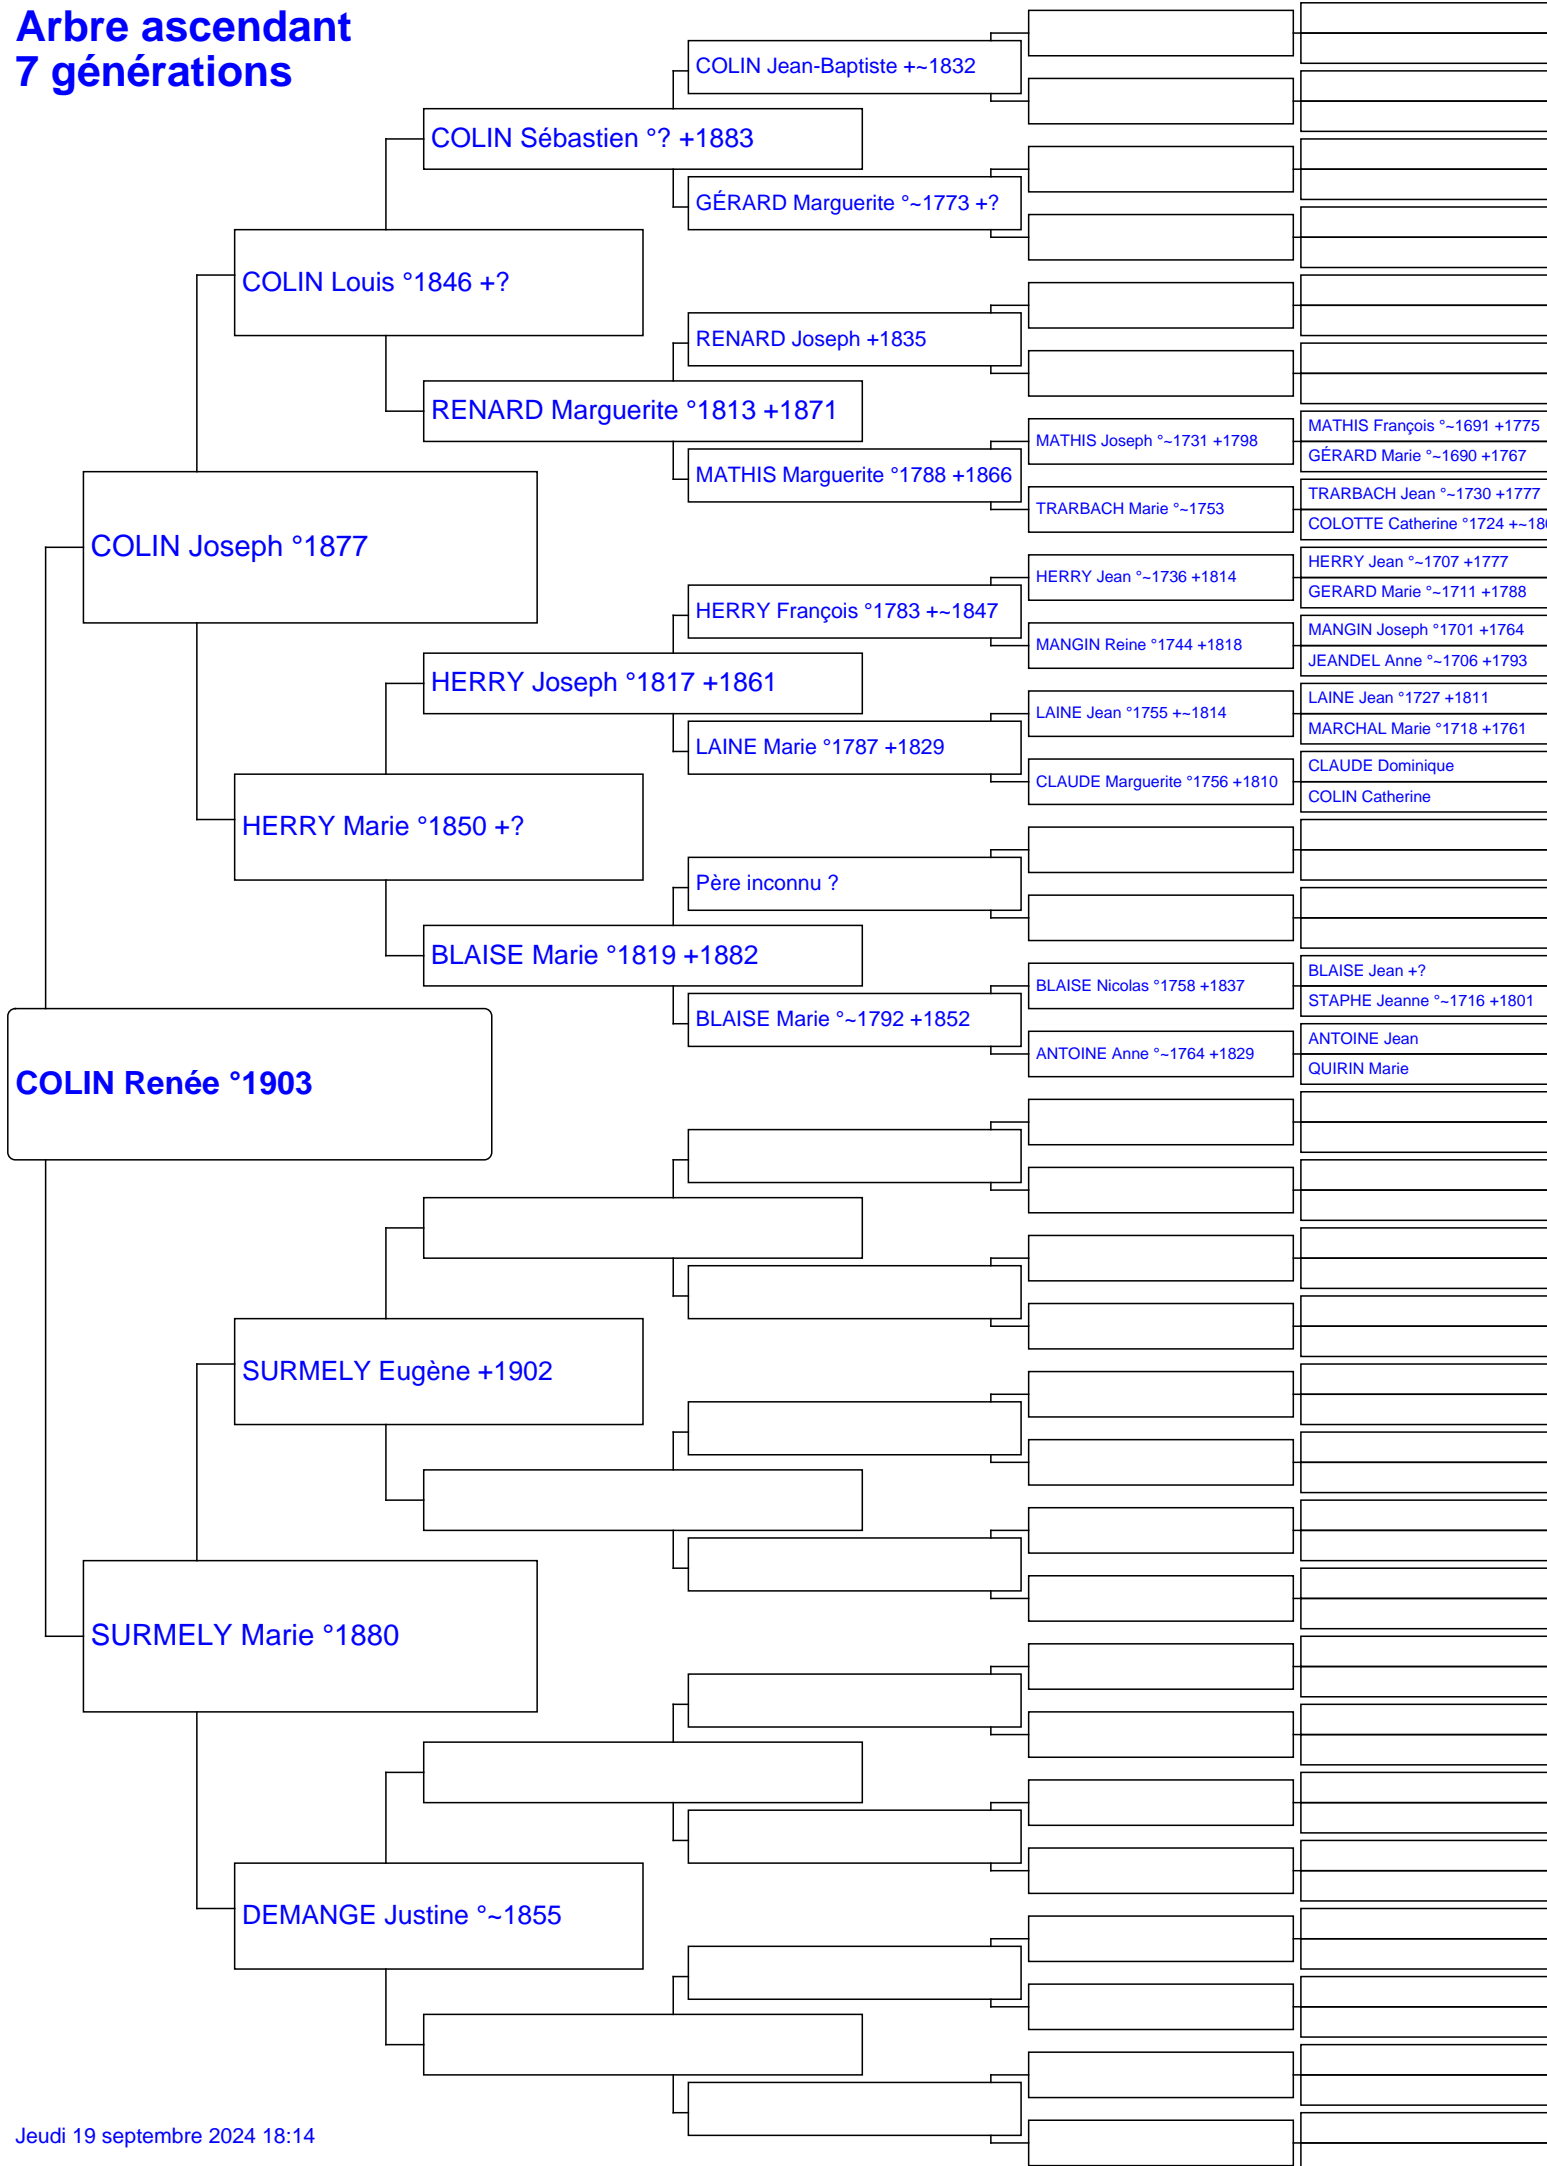 Arbre ascendant
7 générations
COLIN Renée °1903
COLIN Joseph °1877
SURMELY Marie °1880
COLIN Louis °1846 +?
HERRY Marie °1850 +?
SURMELY Eugène +1902
DEMANGE Justine °~1855
COLIN Sébastien °? +1883
RENARD Marguerite °1813 +1871
HERRY Joseph °1817 +1861
BLAISE Marie °1819 +1882
COLIN Jean-Baptiste +~1832
GÉRARD Marguerite °~1773 +?
RENARD Joseph +1835
MATHIS Marguerite °1788 +1866
HERRY François °1783 +~1847
LAINE Marie °1787 +1829
Père inconnu ?
BLAISE Marie °~1792 +1852
MATHIS Joseph °~1731 +1798
TRARBACH Marie °~1753
HERRY Jean °~1736 +1814
MANGIN Reine °1744 +1818
LAINE Jean °1755 +~1814
CLAUDE Marguerite °1756 +1810
BLAISE Nicolas °1758 +1837
ANTOINE Anne °~1764 +1829
MATHIS François °~1691 +1775
GÉRARD Marie °~1690 +1767
TRARBACH Jean °~1730 +1777
COLOTTE Catherine °1724
HERRY Jean °~1707 +1777
GERARD Marie °~1711 +1788
MANGIN Joseph °1701 +1764
JEANDEL Anne °~1706 +1793
LAINE Jean °1727 +1811
MARCHAL Marie °1718 +1761
CLAUDE Dominique
COLIN Catherine
BLAISE Jean +?
STAPHE Jeanne °~1716 +1801
ANTOINE Jean
QUIRIN Marie
Jeudi 19 septembre 2024 18:14